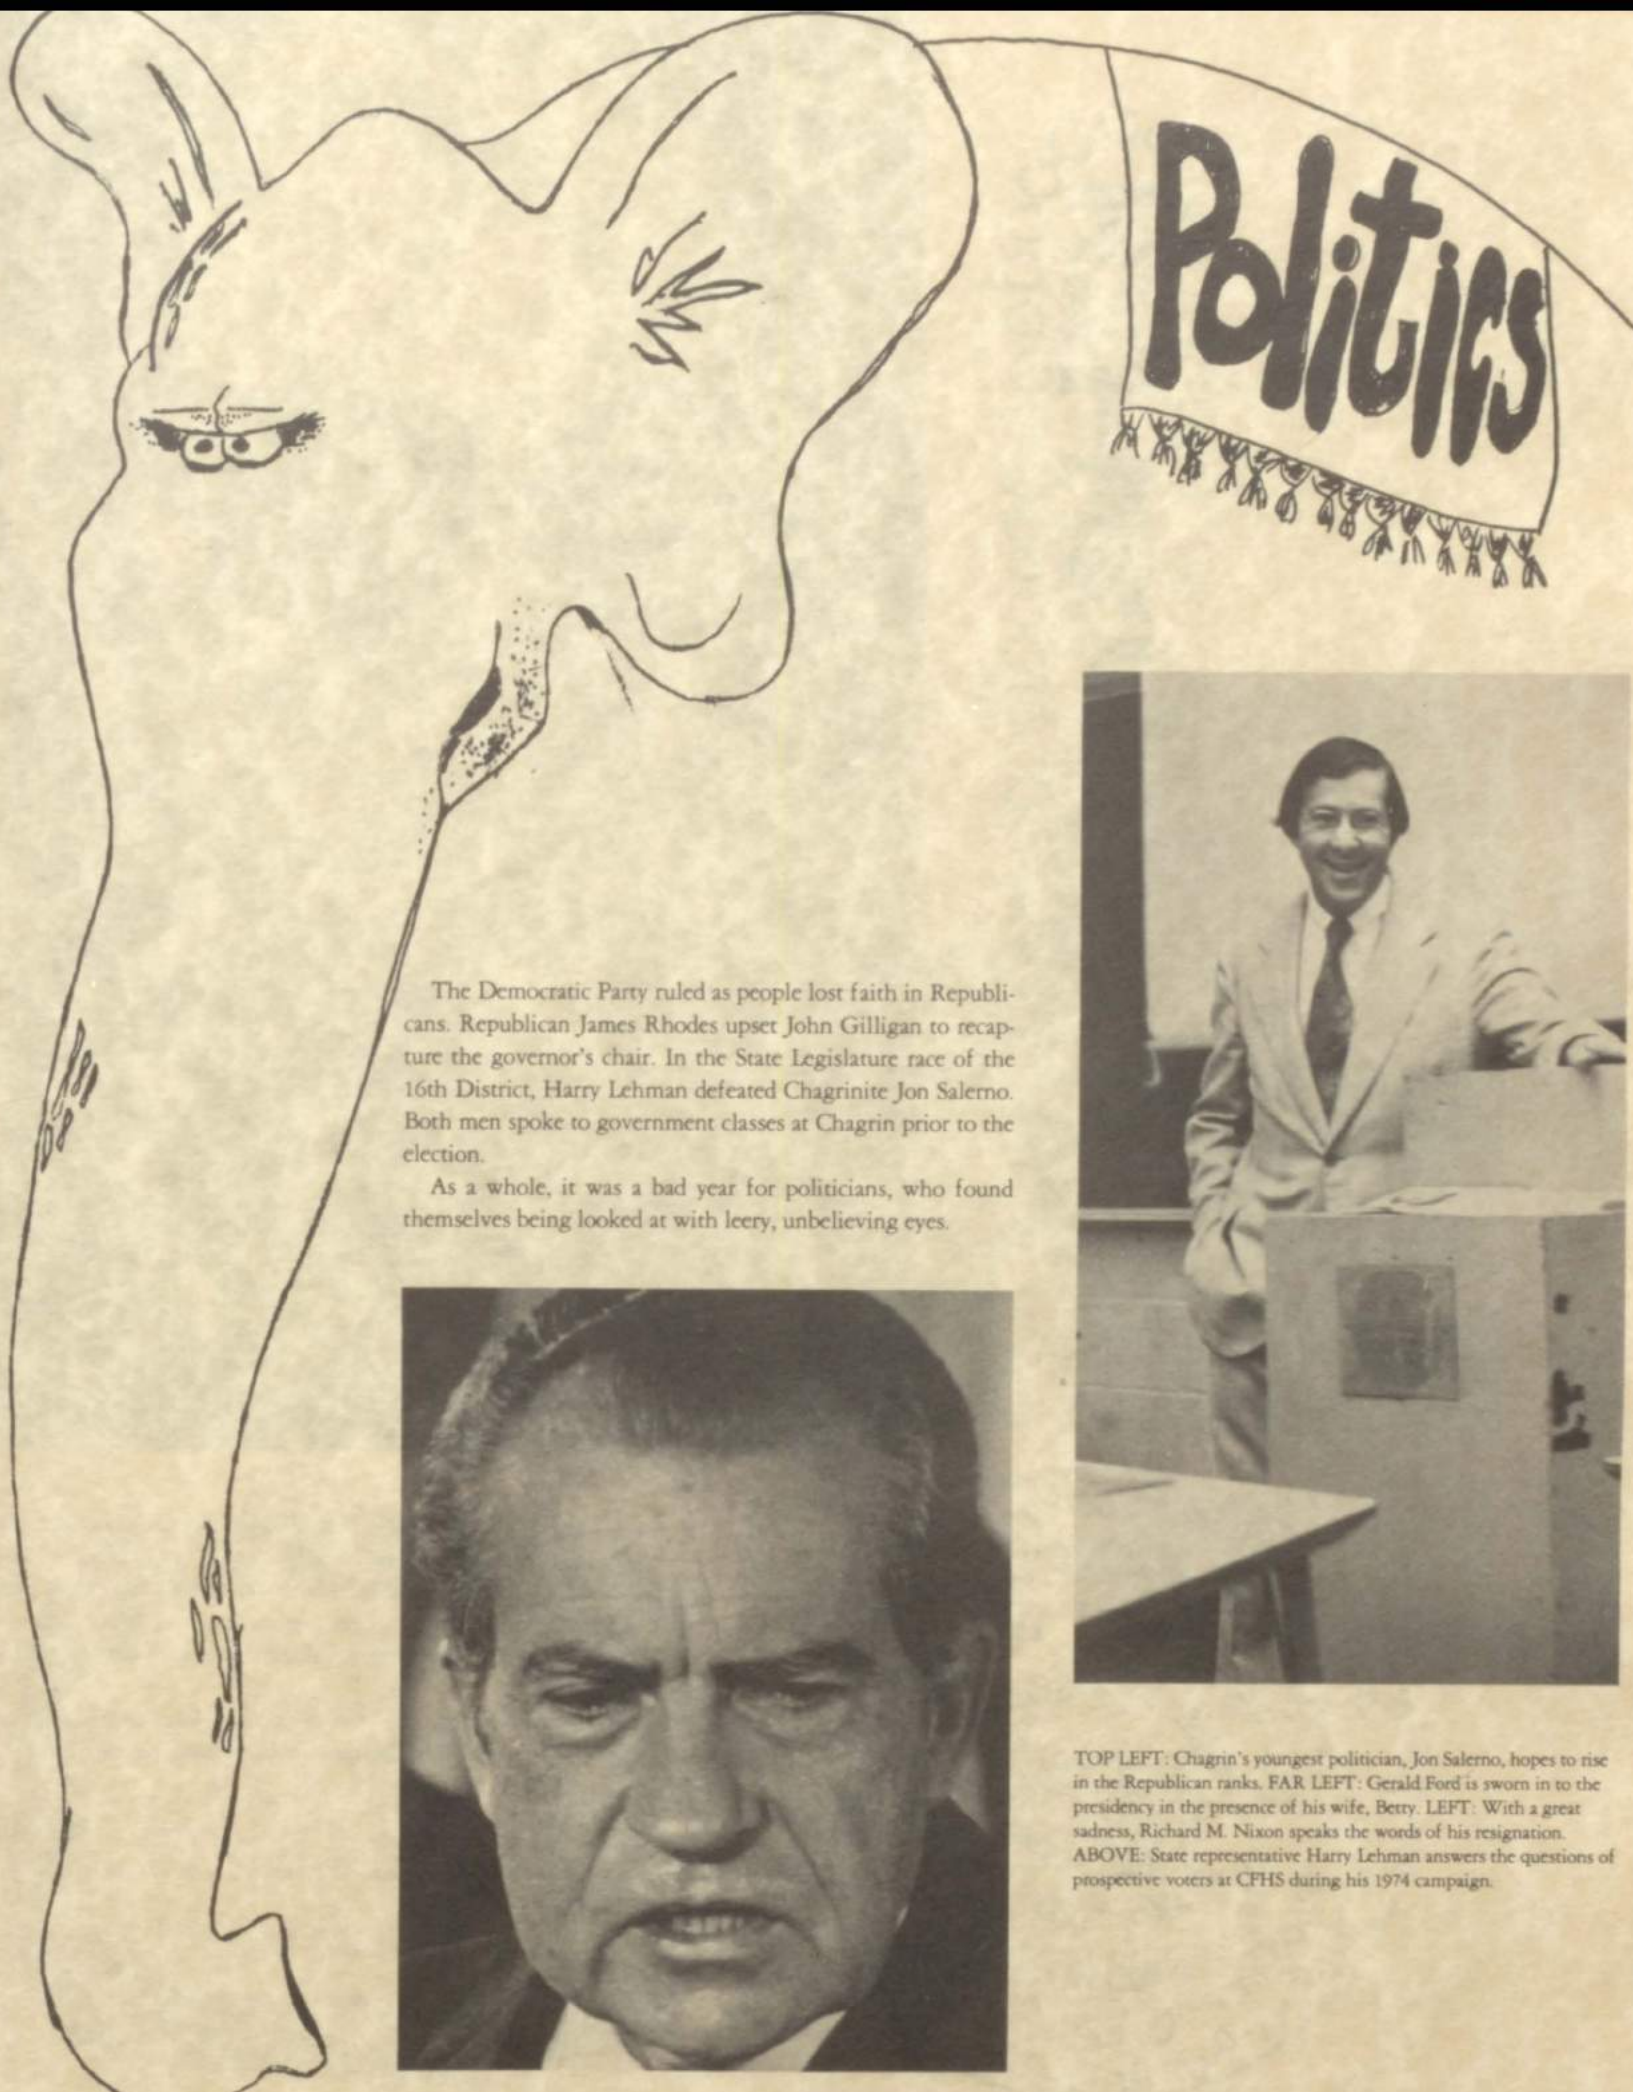 Politics
The Democratic Party ruled as people lost faith in Republi-
cans. Republican James Rhodes upset John Gilligan to recap-
ture the governor's chair. In the State Legislature race of the
16th District, Harry Lehman defeated Chagrinite Jon Salerno.
Both men spoke to government classes at Chagrin prior to the
election.
As a whole, it was a bad year for politicians, who found
themselves being looked at with leery, unbelieving eyes.
TOP LEFT: Chagrin's youngest politician, Jon Salerno, hopes to rise
in the Republican ranks. FAR LEFT: Gerald Ford is sworn in to the
presidency in the presence of his wife, Betty. LEFT: With a great
sadness, Richard M. Nixon speaks the words of his resignation.
ABOVE: State representative Harry Lehman answers the questions of
prospective voters at CFHS during his 1974 campaign.